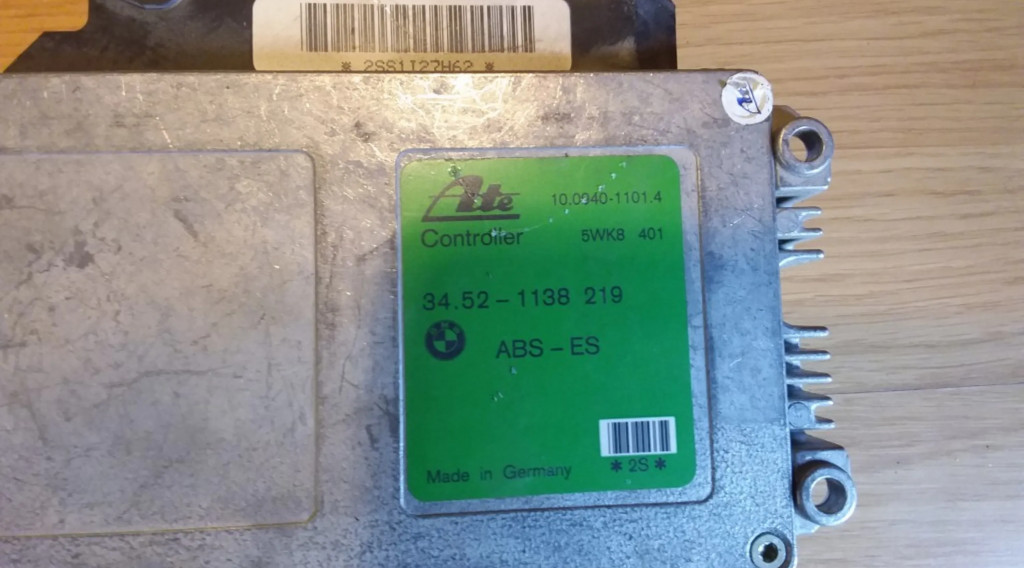 * 2SS1I27H62 *
Ate
10.0940-1101.4
Controller
5WK8 401
34.52-1138 219
ABS-ES
Made in Germany
*2S*